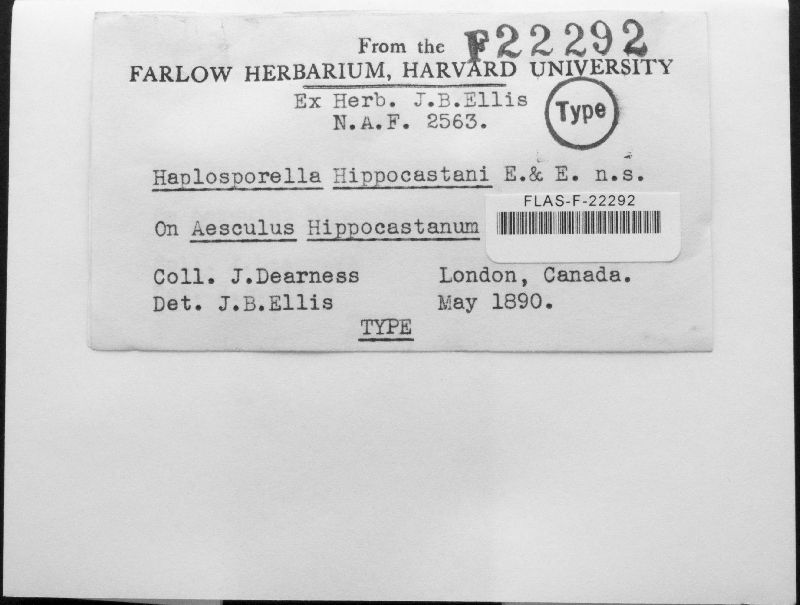 From the F22292
FARLOW HERBARIUM, HARVARD UNIVERSITY
Ex Herb. J.B.Ellis
N.A.F. 2563.
Type
Haplosporella Hippocastani E.& E. n.s.
FLAS-F-22292
On Aesculus Hippocastanum
Coll. J.Dearness London, Canada.
Det. J.B.Ellis May 1890.
TYPE